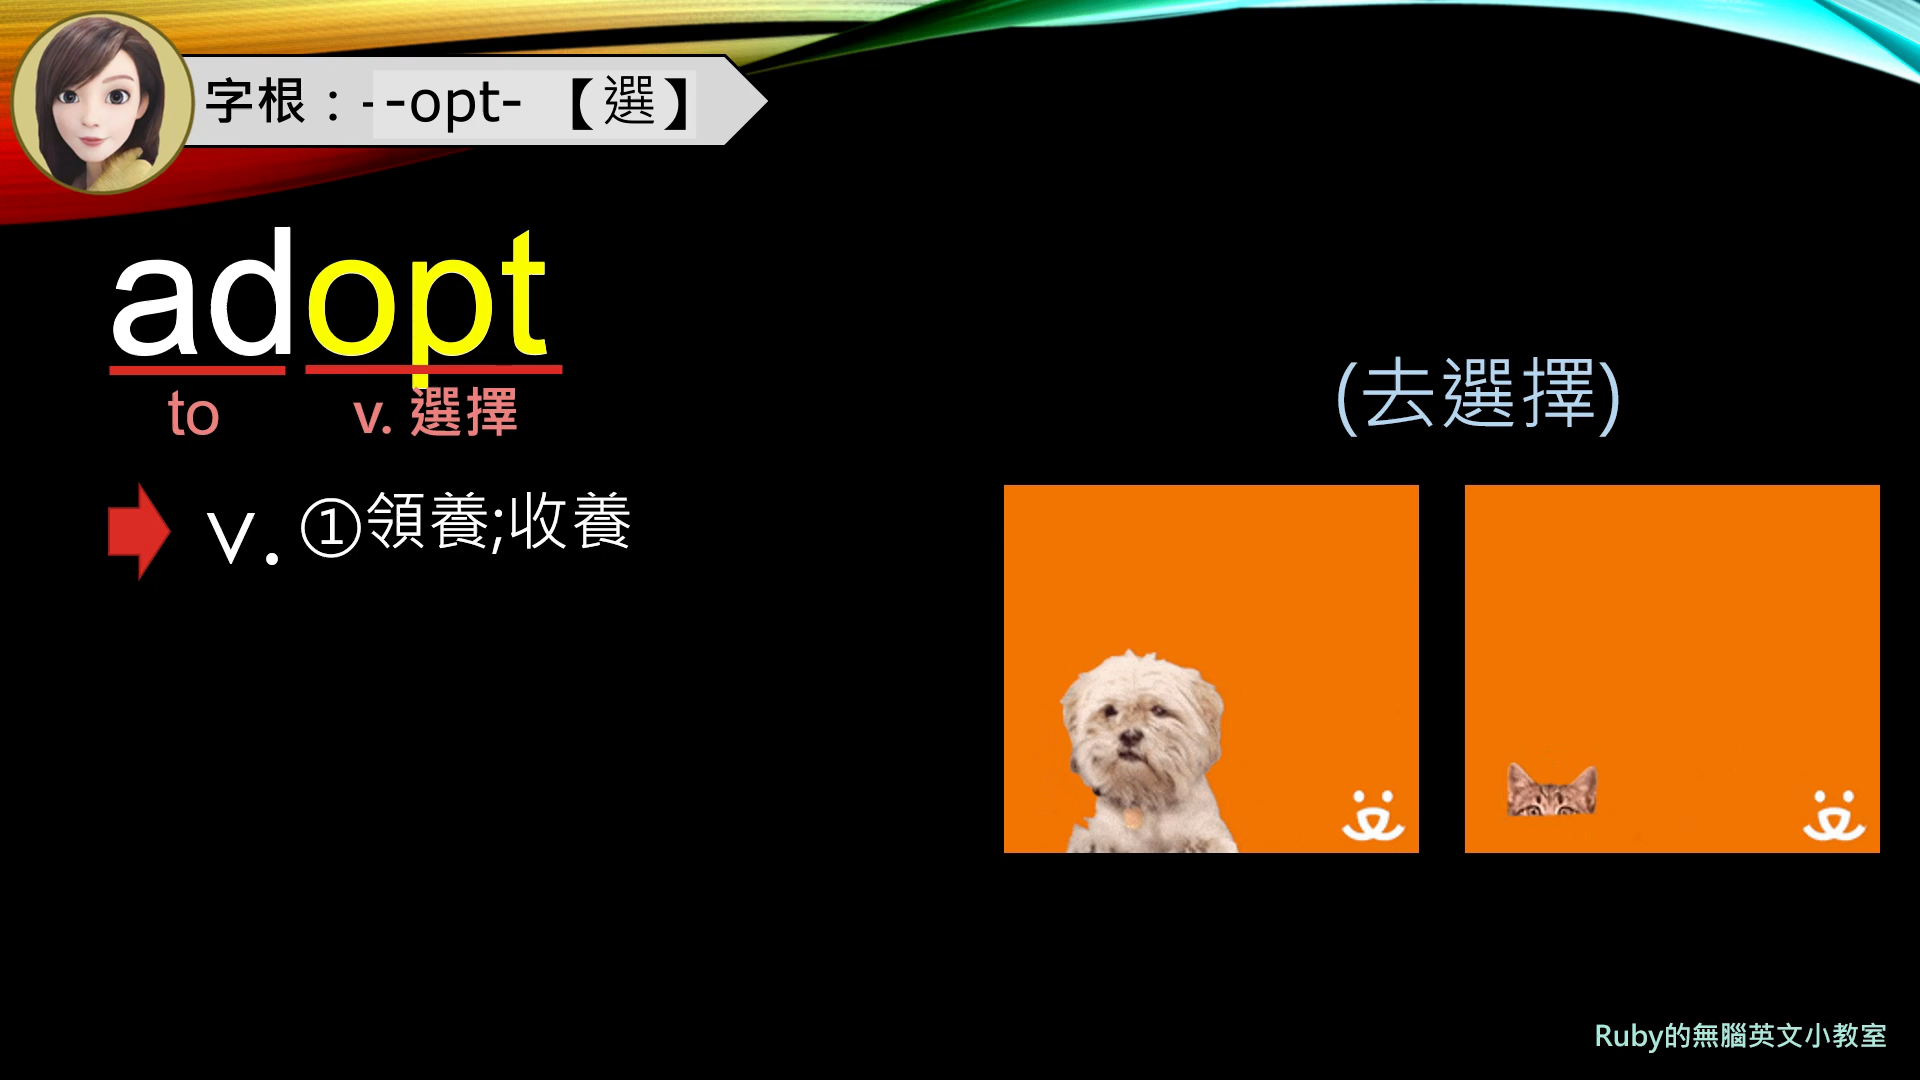 字根：--opt- 【選】
adopt
to v. 選擇
(去選擇)
v. ①領養;收養
Ruby的無腦英文小教室